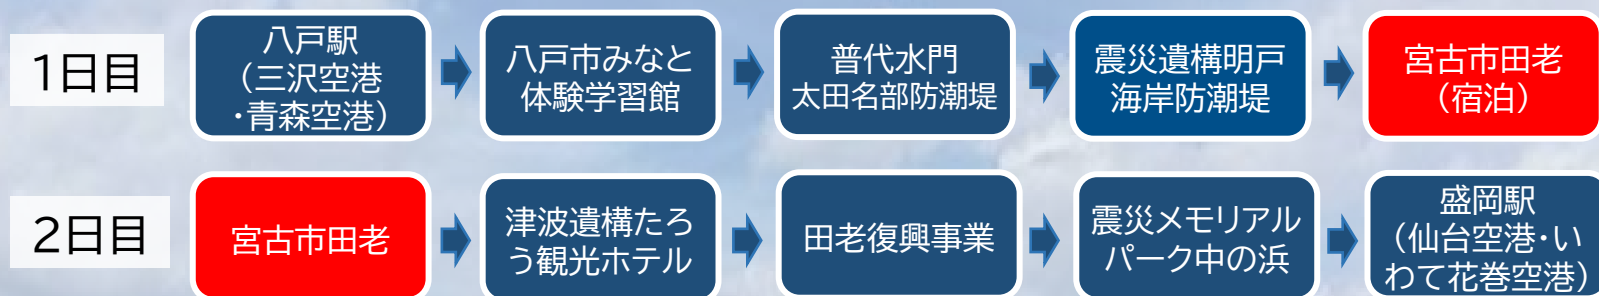 1日目
八戸駅
（三沢空港
・青森空港）
八戸市みなと
体験学習館
普代水門
太田名部防潮堤
震災遺構明戸
海岸防潮堤
宮古市田老
（宿泊）
2日目
宮古市田老
津波遺構たろ
う観光ホテル
田老復興事業
震災メモリアル
パーク中の浜
盛岡駅
（仙台空港・い
わて花巻空港）